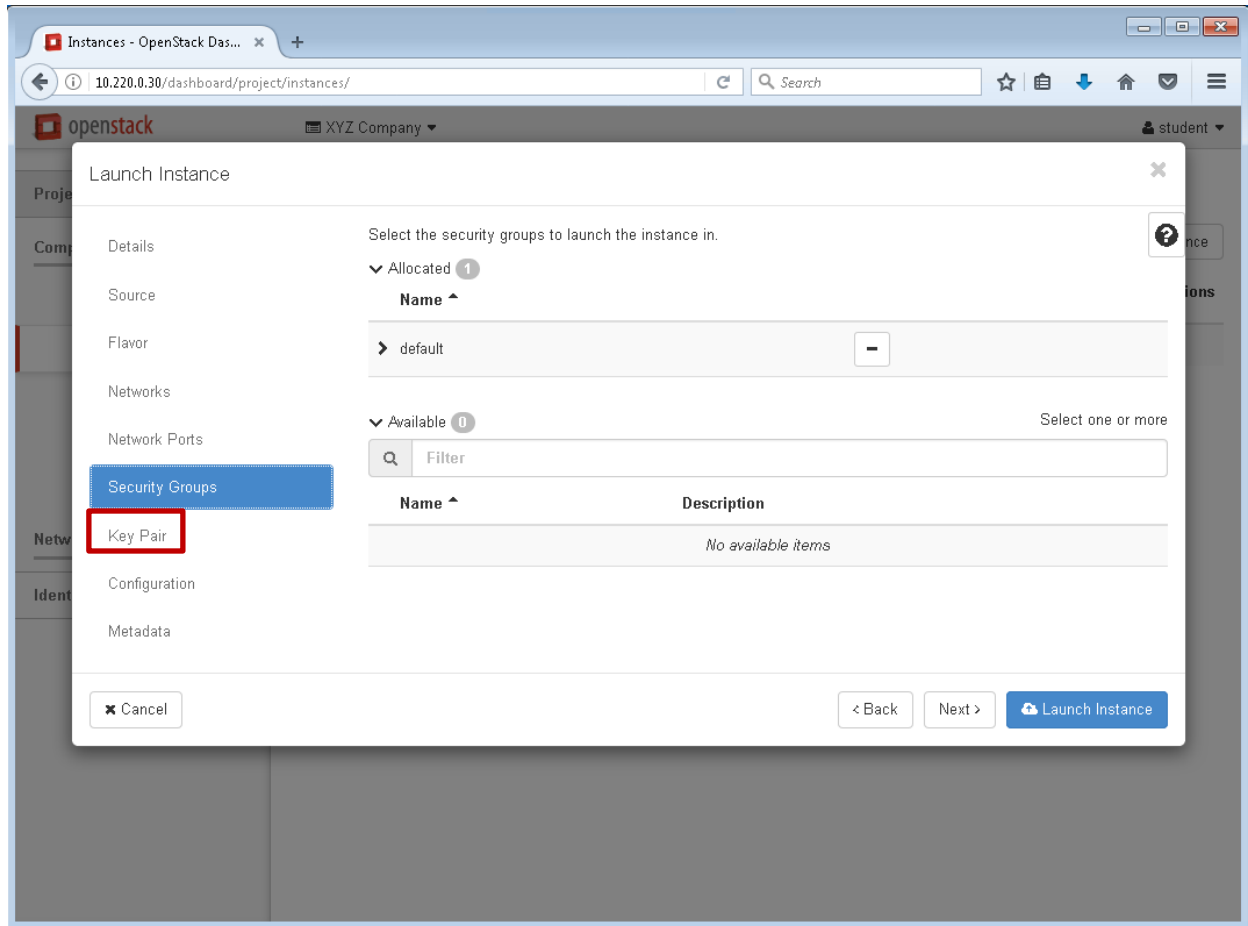 Instances - OpenStack Das...
10.220.0.30/dashboard/project/instances/
Search
openstack
XYZ Company
student
Launch Instance
Proje
Details
Select the security groups to launch the instance in.
Comp
nce
Allocated 1
Source
Name
ions
Flavor
default
Networks
Available 0
Select one or more
Network Ports
Filter
Security Groups
Name
Description
Key Pair
Netw
No available items
Configuration
Ident
Metadata
Cancel
< Back
Next >
Launch Instance